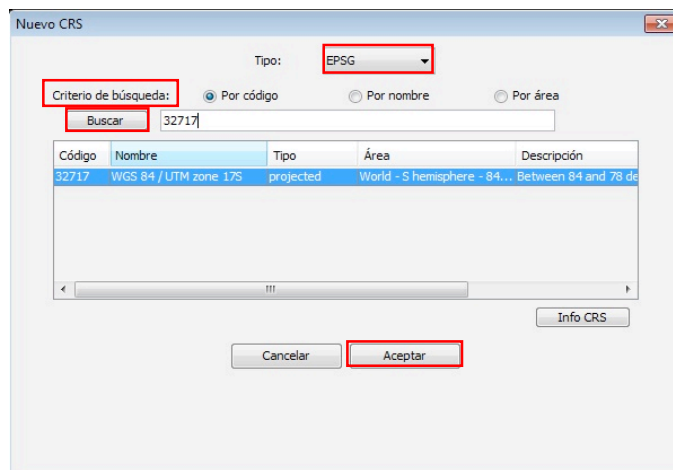 Nuevo CRS
Tipo: EPSG
Criterio de búsqueda: Por código Por nombre Por área
Buscar 32717
Código Nombre Tipo Área Descripción
32717 WGS 84 / UTM zone 17S projected World - S hemisphere - 84... Between 84 and 78 de
Info CRS
Cancelar Aceptar